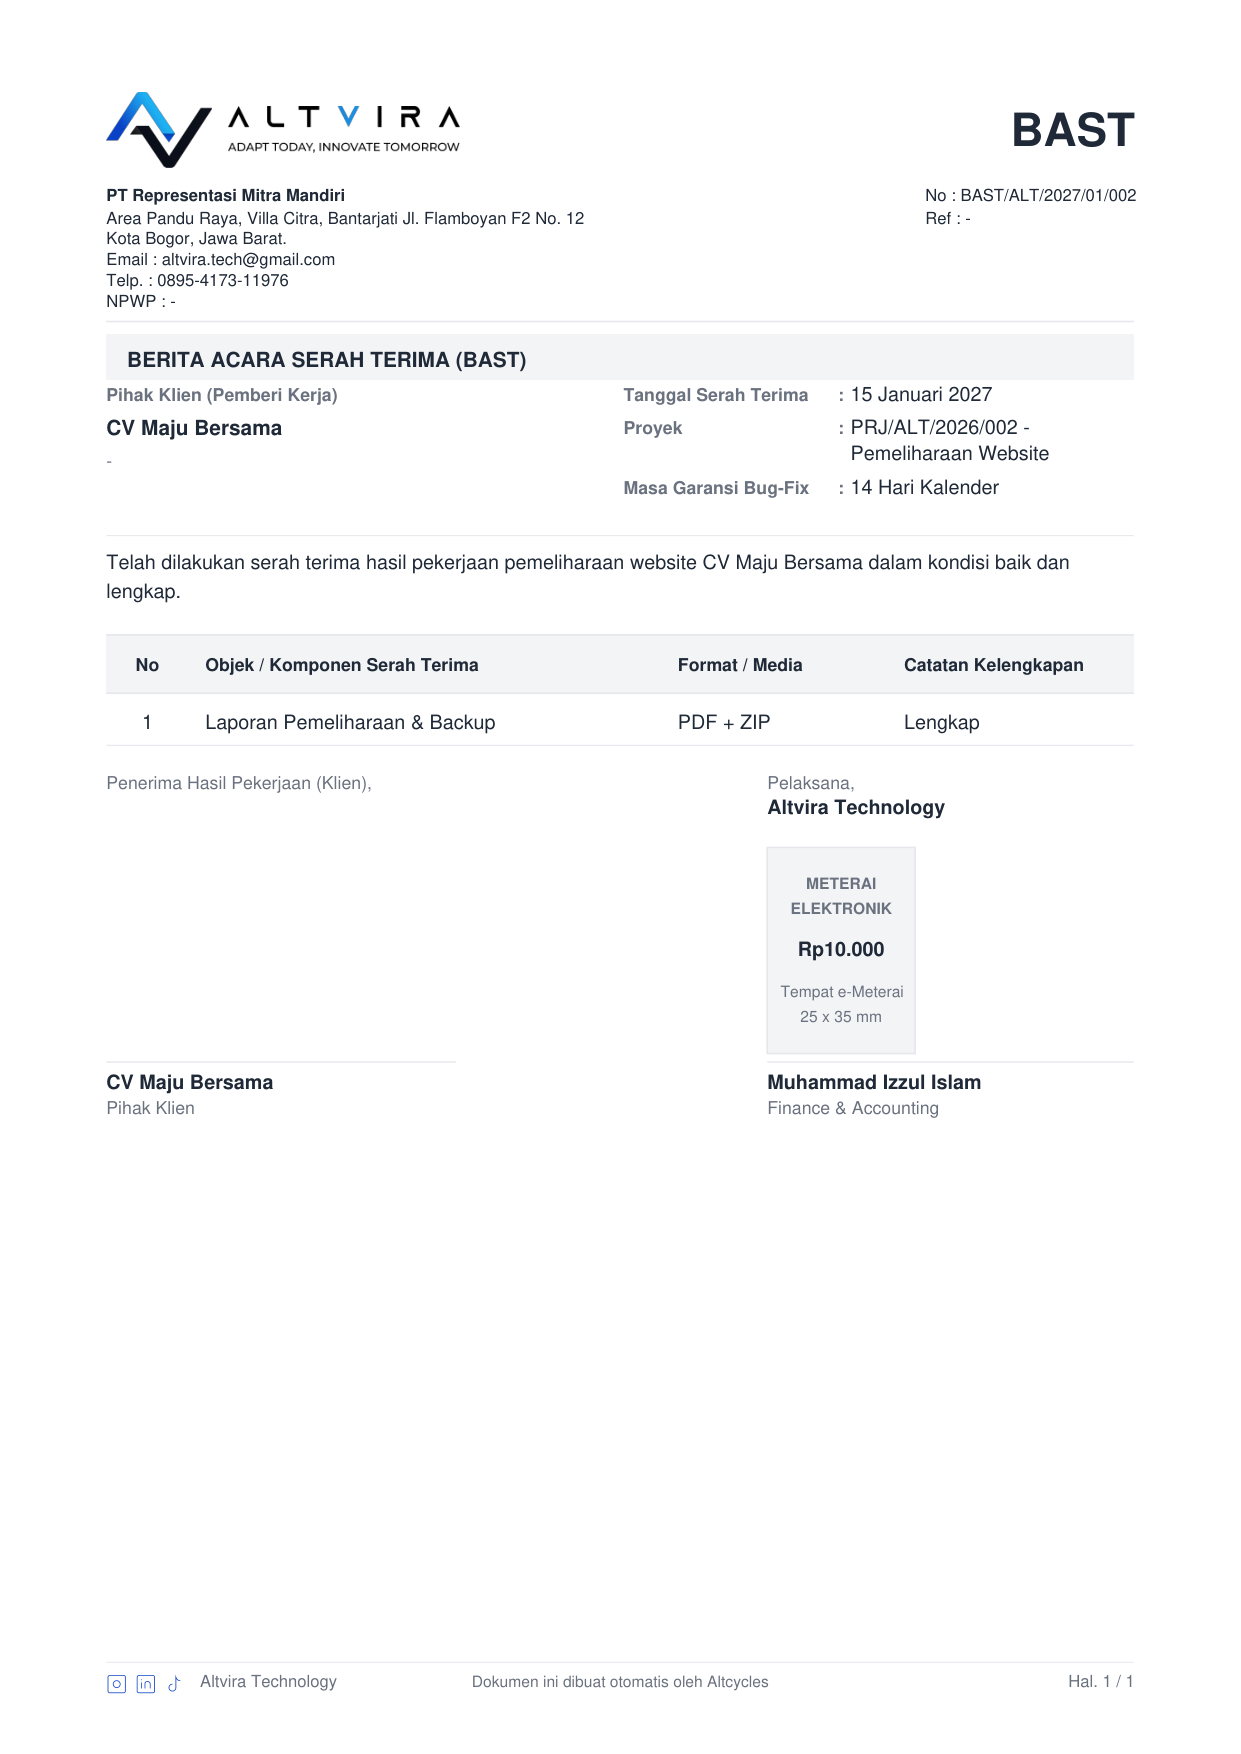 ALTVIRA
ADAPT TODAY, INNOVATE TOMORROW
BAST
PT Representasi Mitra Mandiri
Area Pandu Raya, Villa Citra, Bantarjati Jl. Flamboyan F2 No. 12
Kota Bogor, Jawa Barat.
Email : altvira.tech@gmail.com
Telp. : 0895-4173-11976
NPWP : -
No : BAST/ALT/2027/01/002
Ref : -
BERITA ACARA SERAH TERIMA (BAST)
Pihak Klien (Pemberi Kerja)
CV Maju Bersama
-
Tanggal Serah Terima : 15 Januari 2027
Proyek : PRJ/ALT/2026/002 -
Pemeliharaan Website
Masa Garansi Bug-Fix : 14 Hari Kalender
Telah dilakukan serah terima hasil pekerjaan pemeliharaan website CV Maju Bersama dalam kondisi baik dan
lengkap.
No Objek / Komponen Serah Terima Format / Media Catatan Kelengkapan
1 Laporan Pemeliharaan & Backup PDF + ZIP Lengkap
Penerima Hasil Pekerjaan (Klien),
CV Maju Bersama
Pihak Klien
Pelaksana,
Altvira Technology
METERAI
ELEKTRONIK
Rp10.000
Tempat e-Meterai
25 x 35 mm
Muhammad Izzul Islam
Finance & Accounting
Altvira Technology Dokumen ini dibuat otomatis oleh Altcycles Hal. 1 / 1